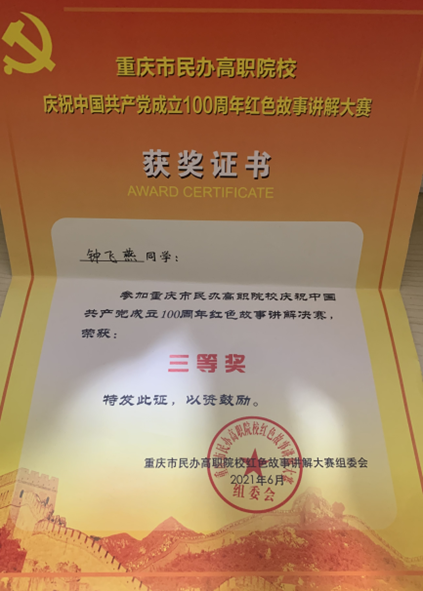 重庆市民办高职院校
庆祝中国共产党成立100周年红色故事讲解大赛
获奖证书
AWARD CERTIFICATE
钟飞燕同学：
参加重庆市民办高职院校庆祝中国
共产党成立100周年红色故事讲解决赛，
荣获：
三等奖
特发此证，以资鼓励。
重庆市民办高职院校红色故事讲解大赛组委会
2021年6月
组委会